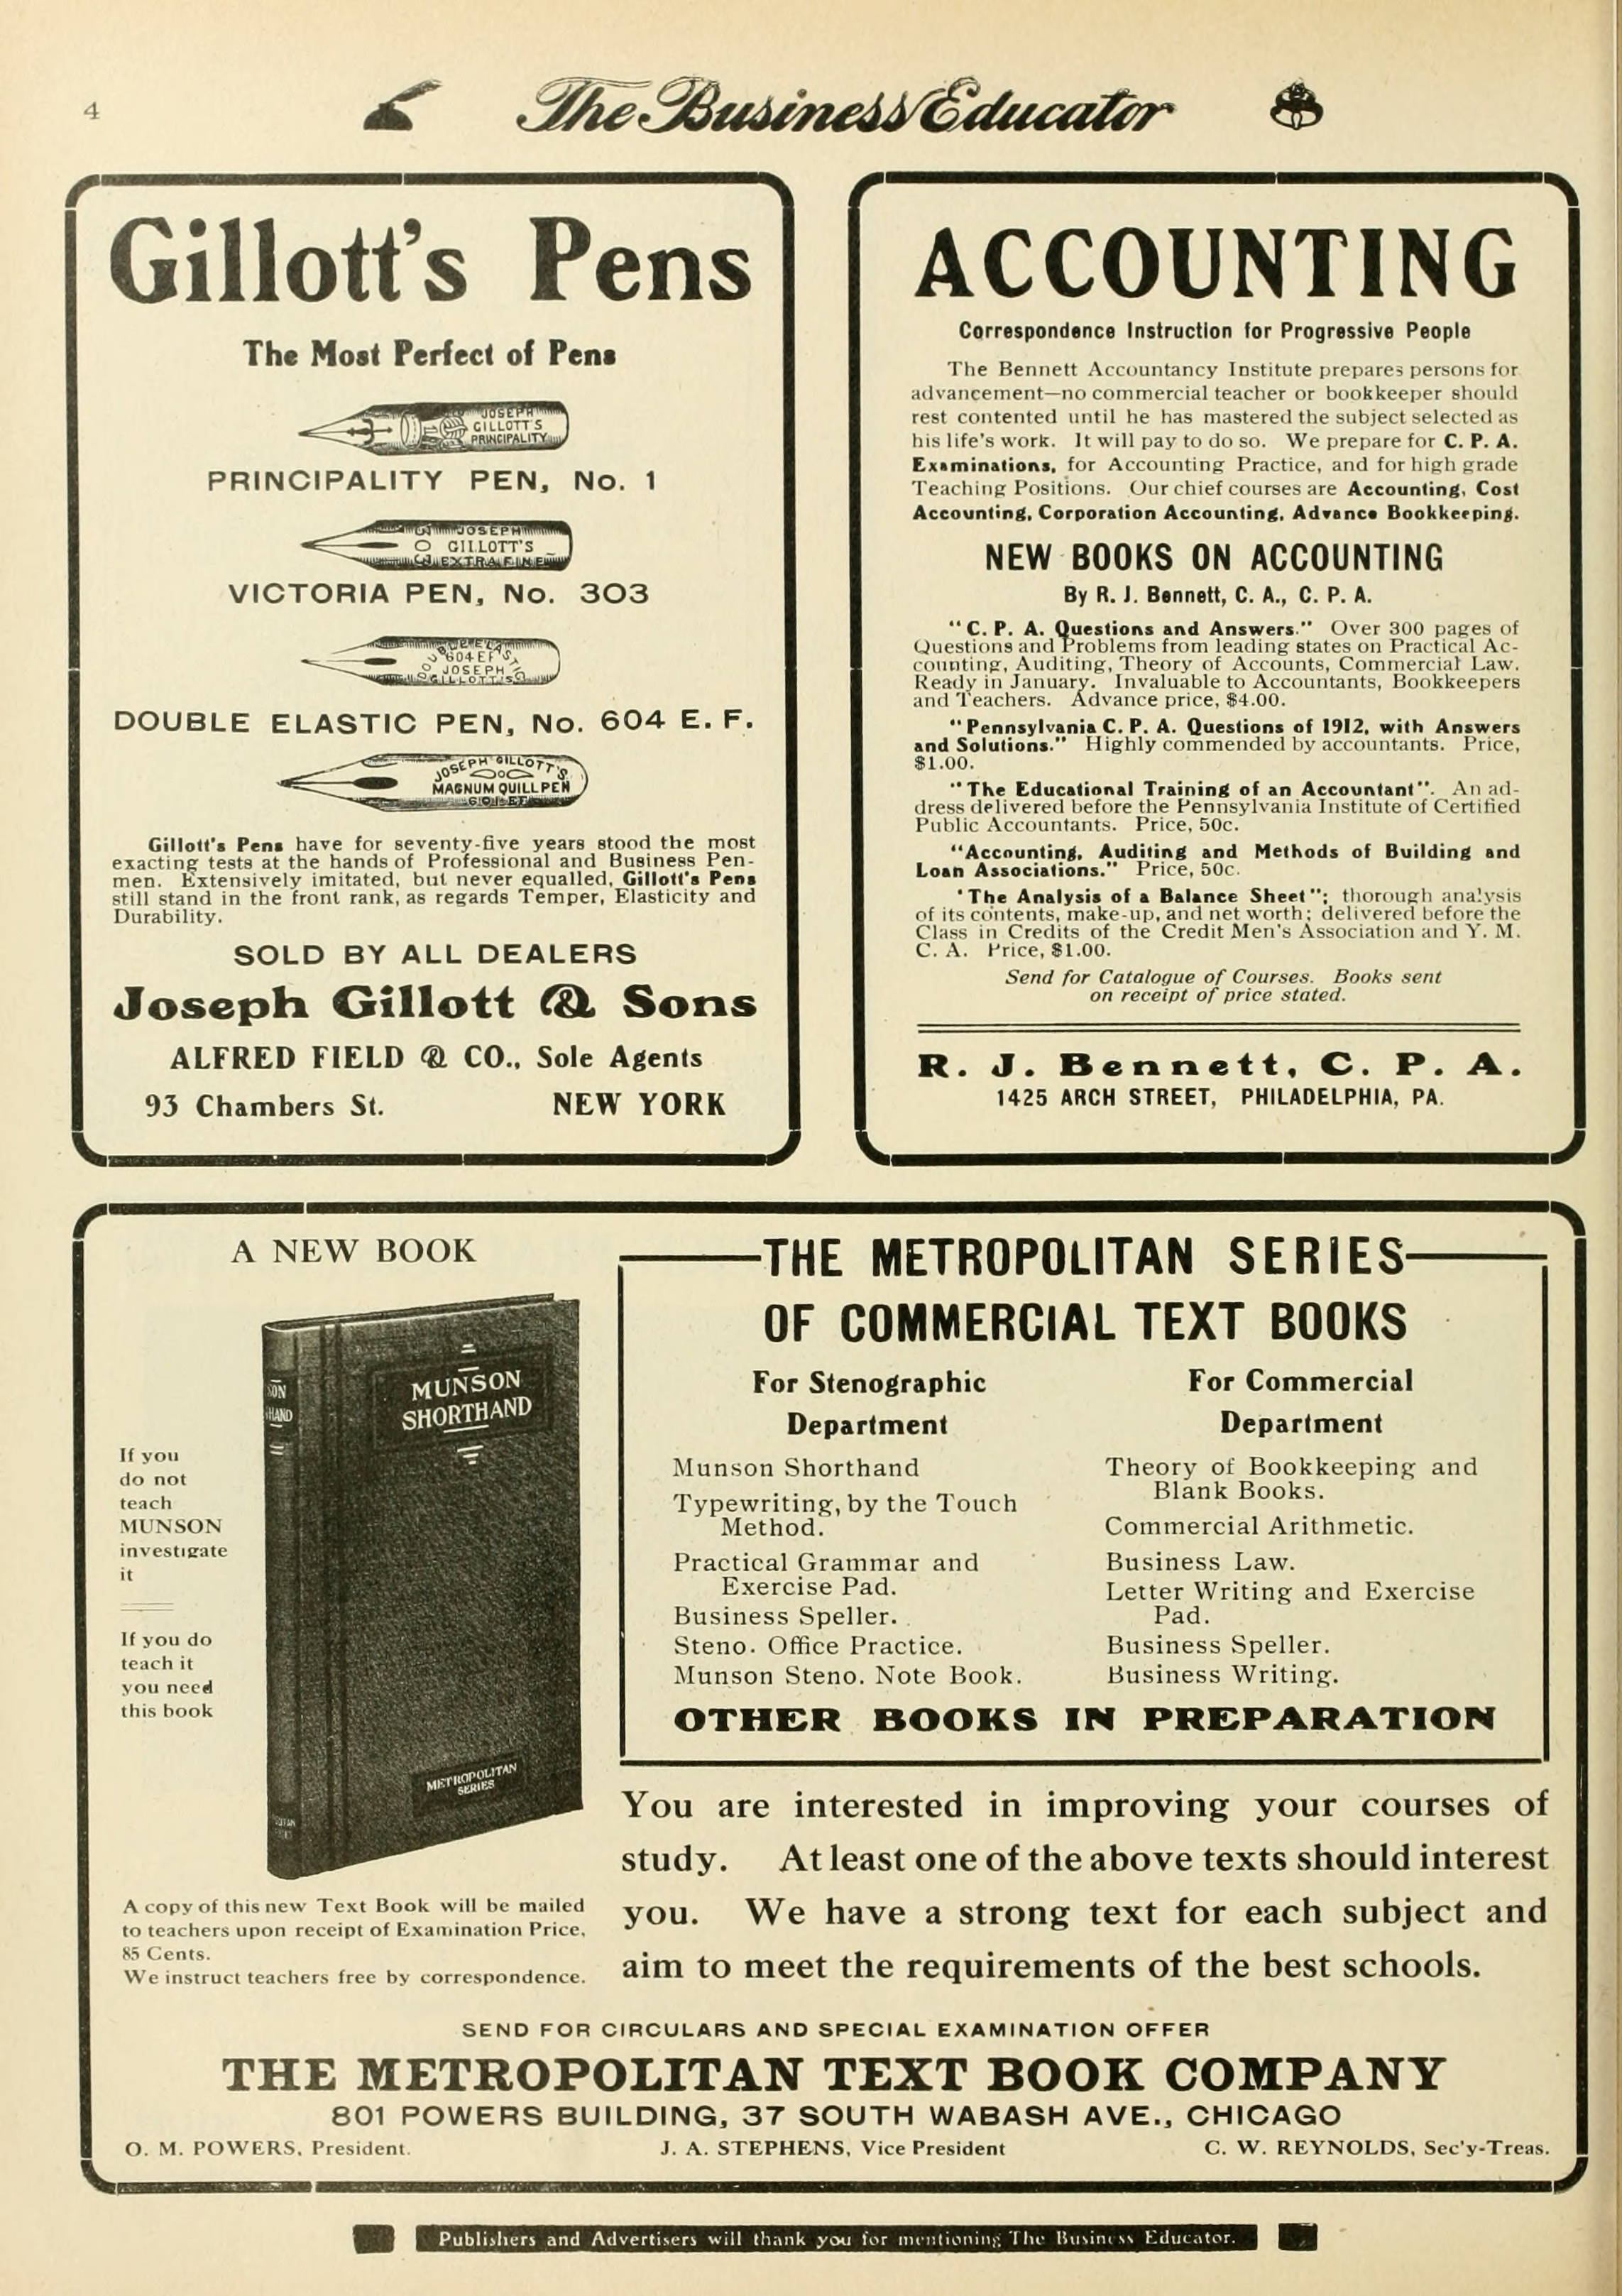 4
The Business Educator
Gillott's Pens
The Most Perfect of Pens
JOSEPH
GILLOTT'S
PRINCIPALITY
PRINCIPALITY PEN, No. 1
303
JOSEPH
GILLOTT'S
EXTRA FINE
VICTORIA PEN, No. 303
DOUBLE ELASTIC
604 EF
JOSEPH
GILLOTT'S
DOUBLE ELASTIC PEN, No. 604 E. F.
JOSEPH GILLOTT'S
MAGNUM QUILL PEN
601 EF
Gillott's Pens have for seventy-five years stood the most
exacting tests at the hands of Professional and Business Pen-
men. Extensively imitated, but never equalled, Gillott's Pens
still stand in the front rank, as regards Temper, Elasticity and
Durability.
SOLD BY ALL DEALERS
Joseph Gillott & Sons
ALFRED FIELD & CO., Sole Agents
93 Chambers St. NEW YORK
ACCOUNTING
Correspondence Instruction for Progressive People
The Bennett Accountancy Institute prepares persons for
advancement—no commercial teacher or bookkeeper should
rest contented until he has mastered the subject selected as
his life's work. It will pay to do so. We prepare for C. P. A.
Examinations, for Accounting Practice, and for high grade
Teaching Positions. Our chief courses are Accounting, Cost
Accounting, Corporation Accounting, Advance Bookkeeping.
NEW BOOKS ON ACCOUNTING
By R. J. Bennett, C. A., C. P. A.
"C. P. A. Questions and Answers." Over 300 pages of
Questions and Problems from leading states on Practical Ac-
counting, Auditing, Theory of Accounts, Commercial Law.
Ready in January. Invaluable to Accountants, Bookkeepers
and Teachers. Advance price, $4.00.
"Pennsylvania C. P. A. Questions of 1912, with Answers
and Solutions." Highly commended by accountants. Price,
$1.00.
"The Educational Training of an Accountant". An ad-
dress delivered before the Pennsylvania Institute of Certified
Public Accountants. Price, 50c.
"Accounting, Auditing and Methods of Building and
Loan Associations." Price, 50c.
'The Analysis of a Balance Sheet"; thorough analysis
of its contents, make-up, and net worth; delivered before the
Class in Credits of the Credit Men's Association and Y. M.
C. A. Price, $1.00.
Send for Catalogue of Courses. Books sent
on receipt of price stated.
R. J. Bennett, C. P. A.
1425 ARCH STREET, PHILADELPHIA, PA.
A NEW BOOK
MUNSON
SHORTHAND
SON
HAND
METROPOLITAN
SERIES
If you
do not
teach
MUNSON
investigate
it
If you do
teach it
you need
this book
A copy of this new Text Book will be mailed
to teachers upon receipt of Examination Price,
85 Cents.
We instruct teachers free by correspondence.
THE METROPOLITAN SERIES
OF COMMERCIAL TEXT BOOKS
For Stenographic
Department
Munson Shorthand
Typewriting, by the Touch
Method.
Practical Grammar and
Exercise Pad.
Business Speller.
Steno. Office Practice.
Munson Steno. Note Book.
For Commercial
Department
Theory of Bookkeeping and
Blank Books.
Commercial Arithmetic.
Business Law.
Letter Writing and Exercise
Pad.
Business Speller.
Business Writing.
OTHER BOOKS IN PREPARATION
You are interested in improving your courses of
study. At least one of the above texts should interest
you. We have a strong text for each subject and
aim to meet the requirements of the best schools.
SEND FOR CIRCULARS AND SPECIAL EXAMINATION OFFER
THE METROPOLITAN TEXT BOOK COMPANY
801 POWERS BUILDING, 37 SOUTH WABASH AVE., CHICAGO
O. M. POWERS, President. J. A. STEPHENS, Vice President C. W. REYNOLDS, Sec'y-Treas.
Publishers and Advertisers will thank you for mentioning The Business Educator.